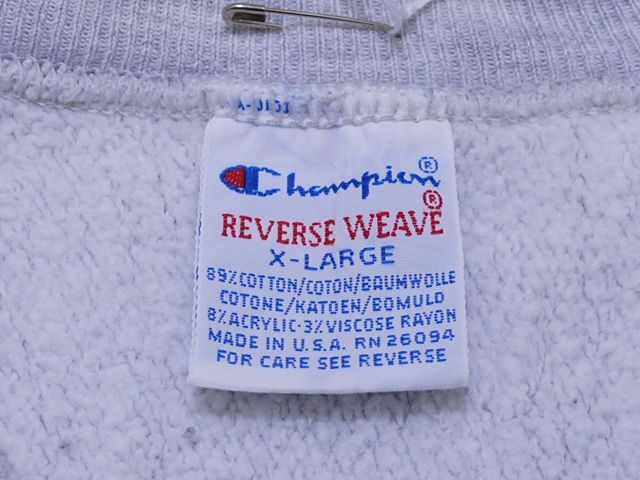 Champion®
REVERSE WEAVE®
X-LARGE
89% COTTON/COTON/BAUMWOLLE
COTONE/KATOEN/BOMULD
8% ACRYLIC·3% VISCOSE RAYON
MADE IN U.S.A. RN 26094
FOR CARE SEE REVERSE